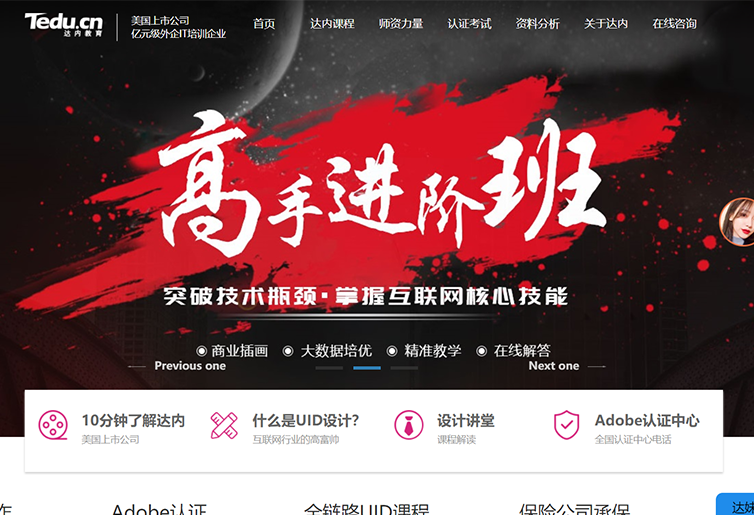 Tedu.cn
达内教育
美国上市公司
亿元级外企IT培训企业
首页 达内课程 师资力量 认证考试 资料分析 关于达内 在线咨询
高手进阶班
突破技术瓶颈·掌握互联网核心技能
商业插画 大数据培优 精准教学 在线解答
Previous one Next one
10分钟了解达内
美国上市公司
什么是UID设计?
互联网行业的高富帅
设计讲堂
课程解读
Adobe认证中心
全国认证中心电话
作 Adobe认证 全链路UID课程 保险公司承保